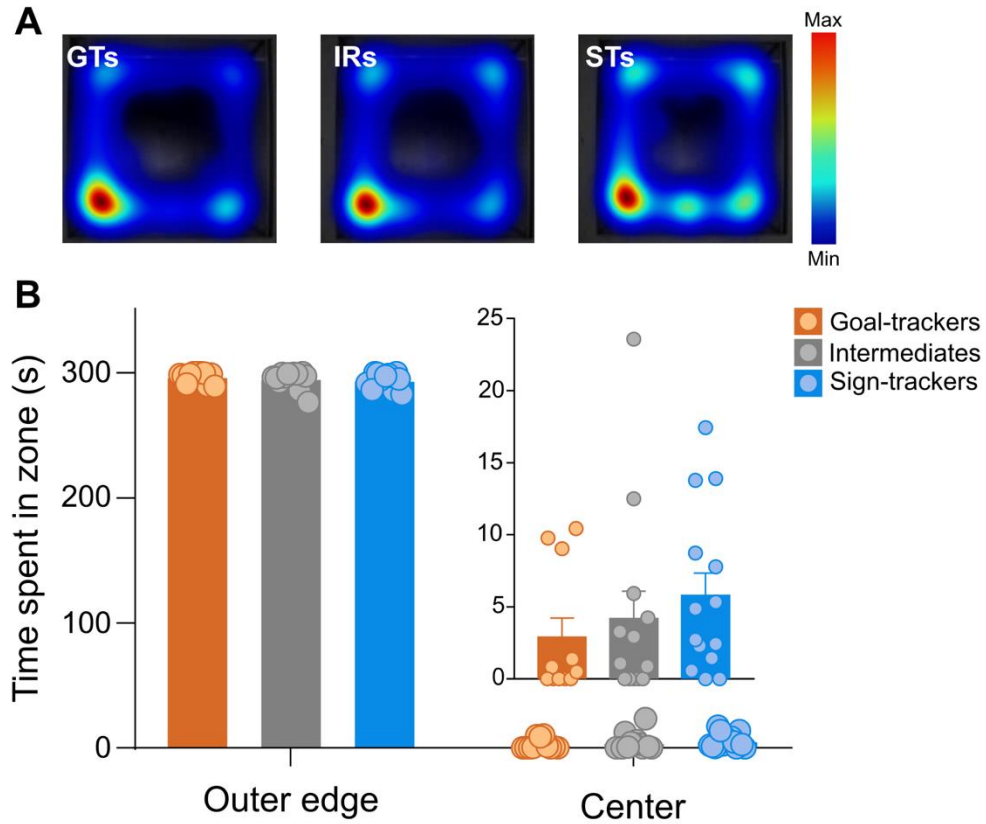 A
GTs
IRs
STs
Max
Min
B
Time spent in zone (s)
300
200
100
0
25
20
15
10
5
0
Goal-trackers
Intermediates
Sign-trackers
Outer edge
Center